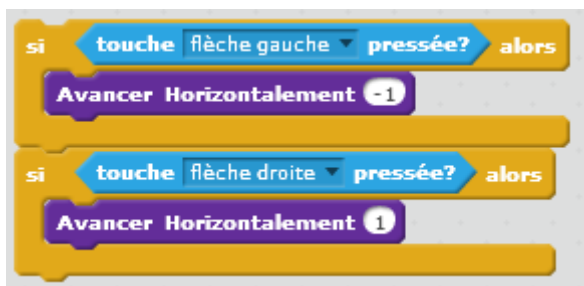 si touche flèche gauche pressée? alors
Avancer Horizontalement -1
si touche flèche droite pressée? alors
Avancer Horizontalement 1